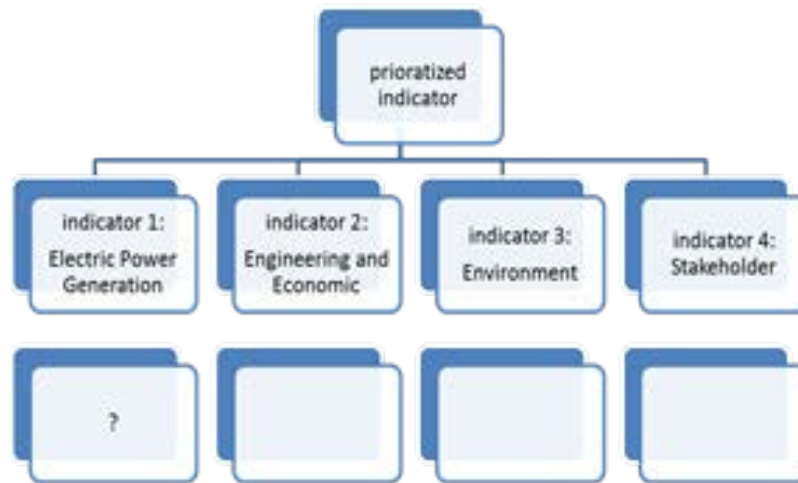 prioratized
indicator
indicator 1:
Electric Power
Generation
indicator 2:
Engineering and
Economic
indicator 3:
Environment
indicator 4:
Stakeholder
?